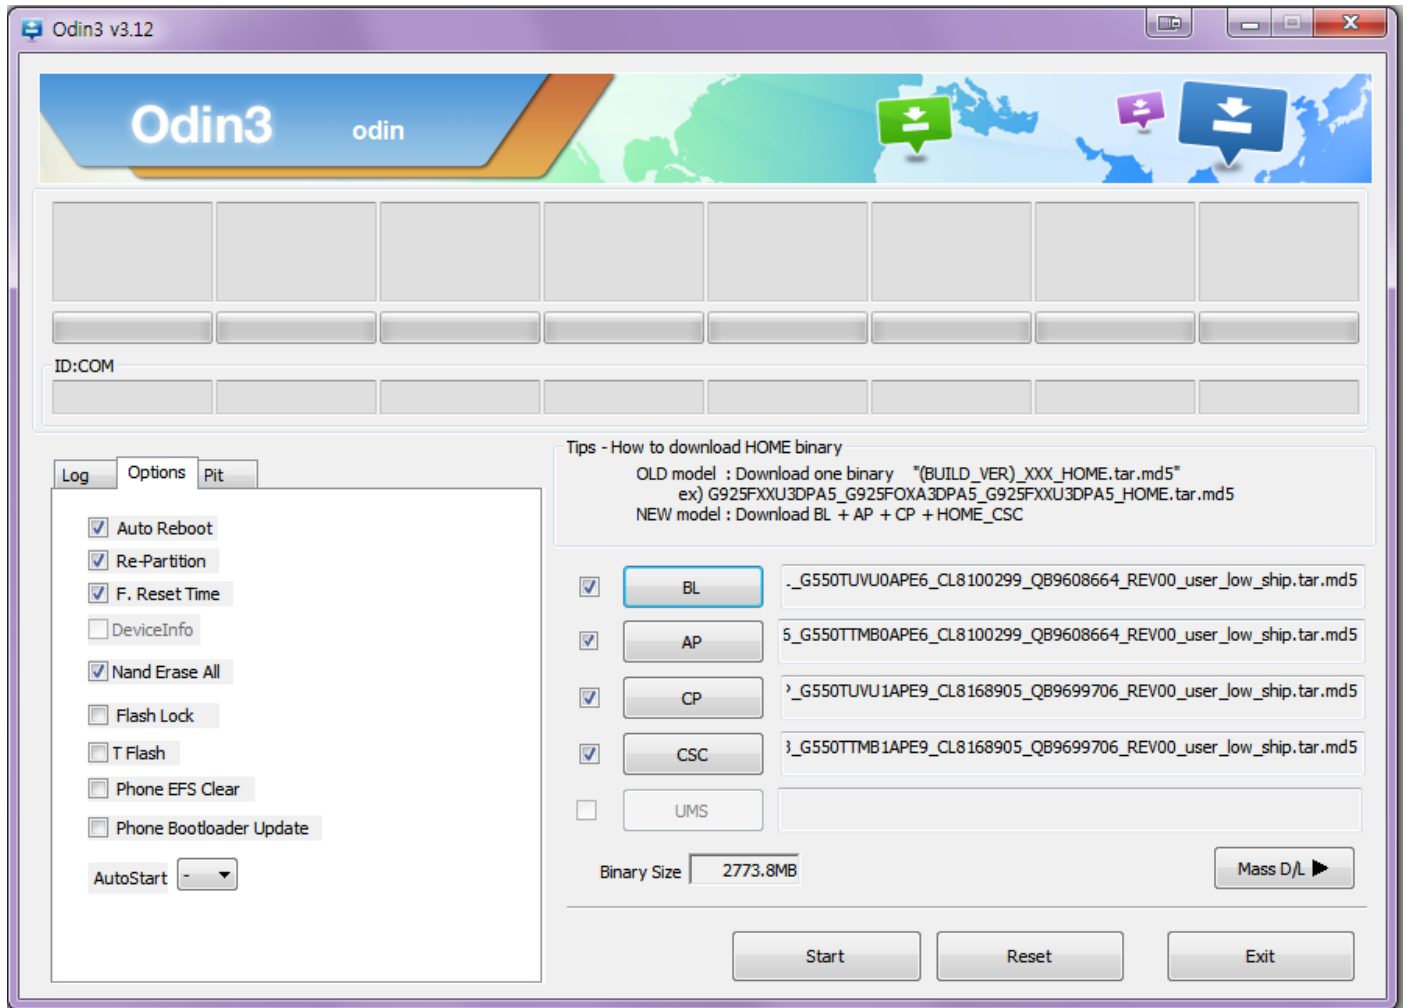 Odin3 v3.12
Odin3 odin
ID:COM
Log Options Pit
Auto Reboot
Re-Partition
F. Reset Time
DeviceInfo
Nand Erase All
Flash Lock
T Flash
Phone EFS Clear
Phone Bootloader Update
AutoStart -
Tips - How to download HOME binary
OLD model : Download one binary "(BUILD_VER)_XXX_HOME.tar.md5"
ex) G925FXXU3DPA5_G925FOXA3DPA5_G925FXXU3DPA5_HOME.tar.md5
NEW model : Download BL + AP + CP + HOME_CSC
BL _G550TUVU0APE6_CL8100299_QB9608664_REV00_user_low_ship.tar.md5
AP _G550TTMB0APE6_CL8100299_QB9608664_REV00_user_low_ship.tar.md5
CP _G550TUVU1APE9_CL8168905_QB9699706_REV00_user_low_ship.tar.md5
CSC _G550TTMB1APE9_CL8168905_QB9699706_REV00_user_low_ship.tar.md5
UMS
Binary Size 2773.8MB
Mass D/L
Start Reset Exit